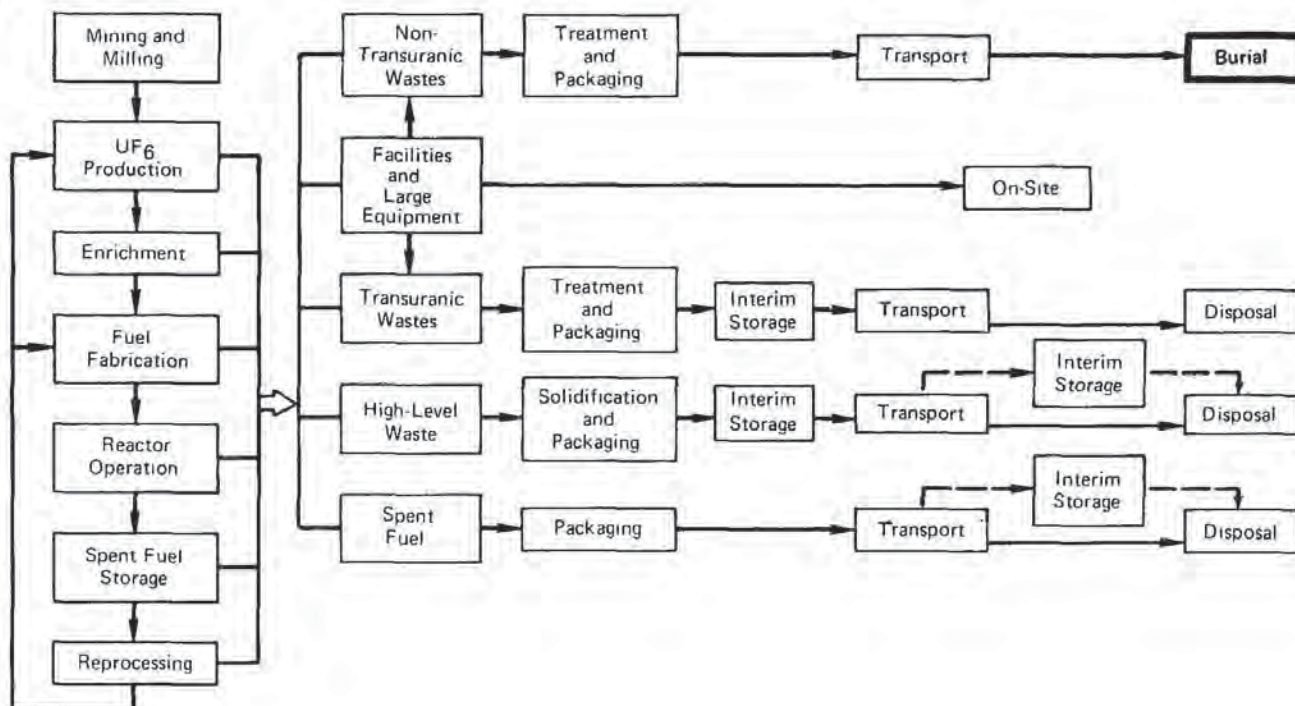 Mining and
Milling
UF6
Production
Enrichment
Fuel
Fabrication
Reactor
Operation
Spent Fuel
Storage
Reprocessing
Non-
Transuranic
Wastes
Treatment
and
Packaging
Transport
Burial
Facilities
and
Large
Equipment
On-Site
Transuranic
Wastes
Treatment
and
Packaging
Interim
Storage
Transport
Disposal
High-Level
Waste
Solidification
and
Packaging
Interim
Storage
Transport
Interim
Storage
Disposal
Spent
Fuel
Packaging
Transport
Interim
Storage
Disposal